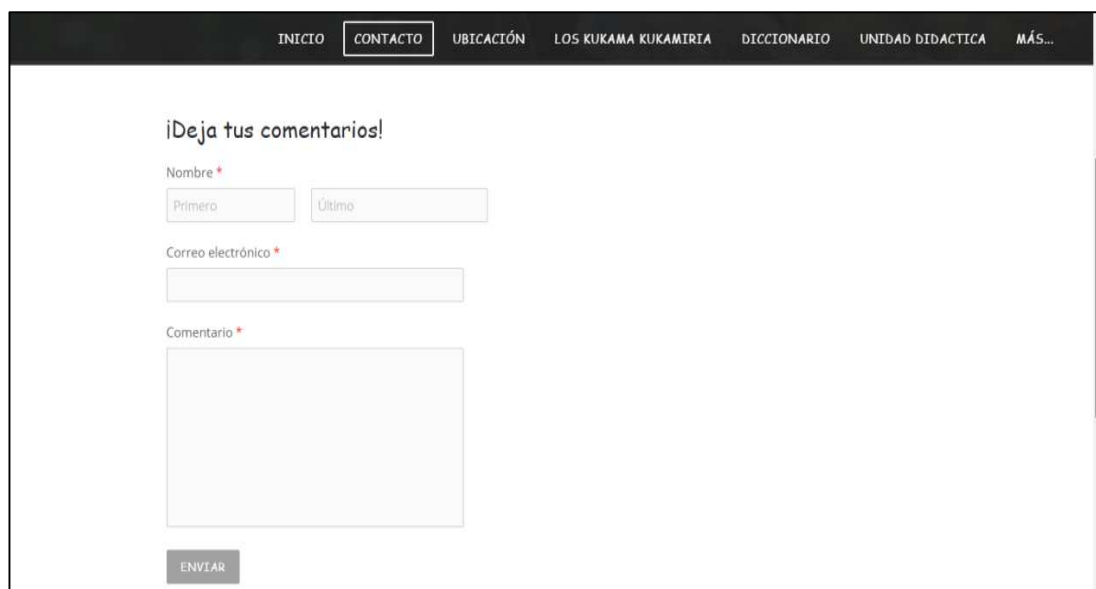 INICIO CONTACTO UBICACIÓN LOS KUKAMA KUKAMIRIA DICCIONARIO UNIDAD DIDACTICA MÁS...
¡Deja tus comentarios!
Nombre *
Primero Último
Correo electrónico *
Comentario *
ENVIAR